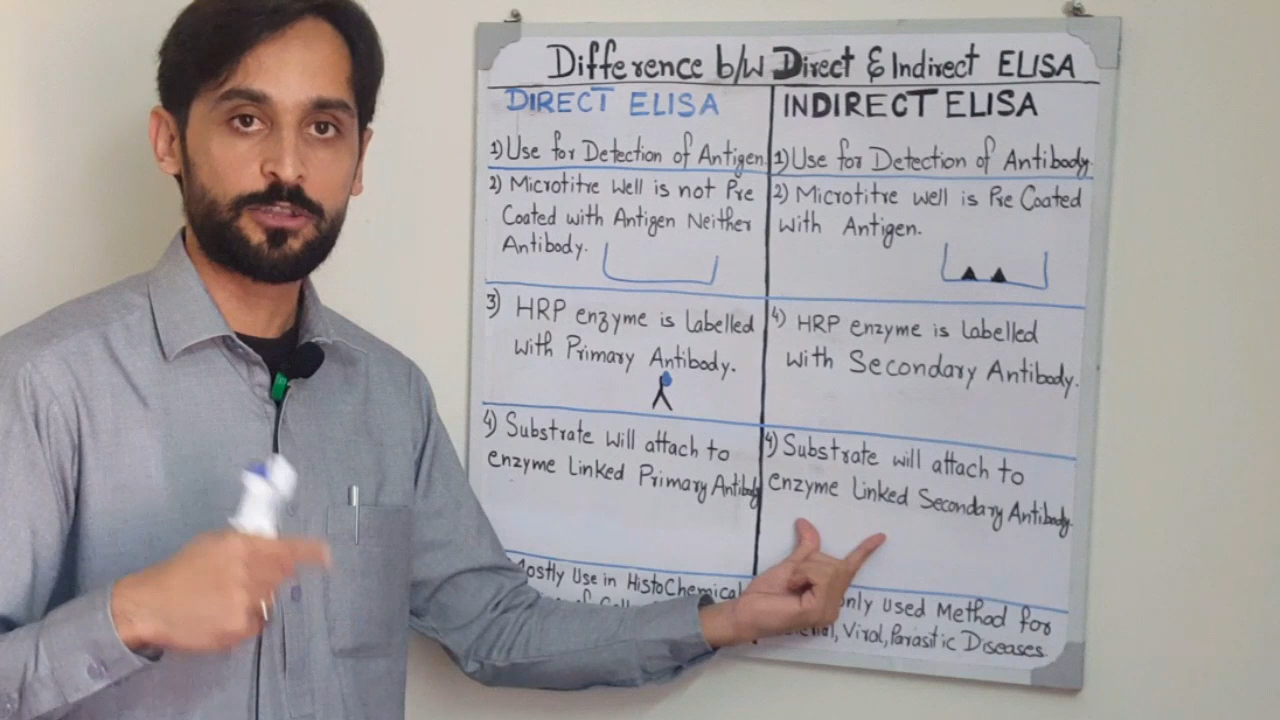 Difference b/w Direct & Indirect ELISA
DIRECT ELISA
1) Use for Detection of Antigen.
2) Microtitre Well is not Pre
Coated with Antigen Neither
Antibody.
3) HRP enzyme is Labelled
with Primary Antibody.
4) Substrate will attach to
enzyme Linked Primary Antibody
Mostly Use in HistoChemical
of
INDIRECT ELISA
1) Use for Detection of Antibody.
2) Microtitre well is Pre Coated
with Antigen.
4) HRP enzyme is Labelled
with Secondary Antibody.
4) Substrate will attach to
enzyme Linked Secondary Antibody.
Used Method for
Viral, Parasitic Diseases.